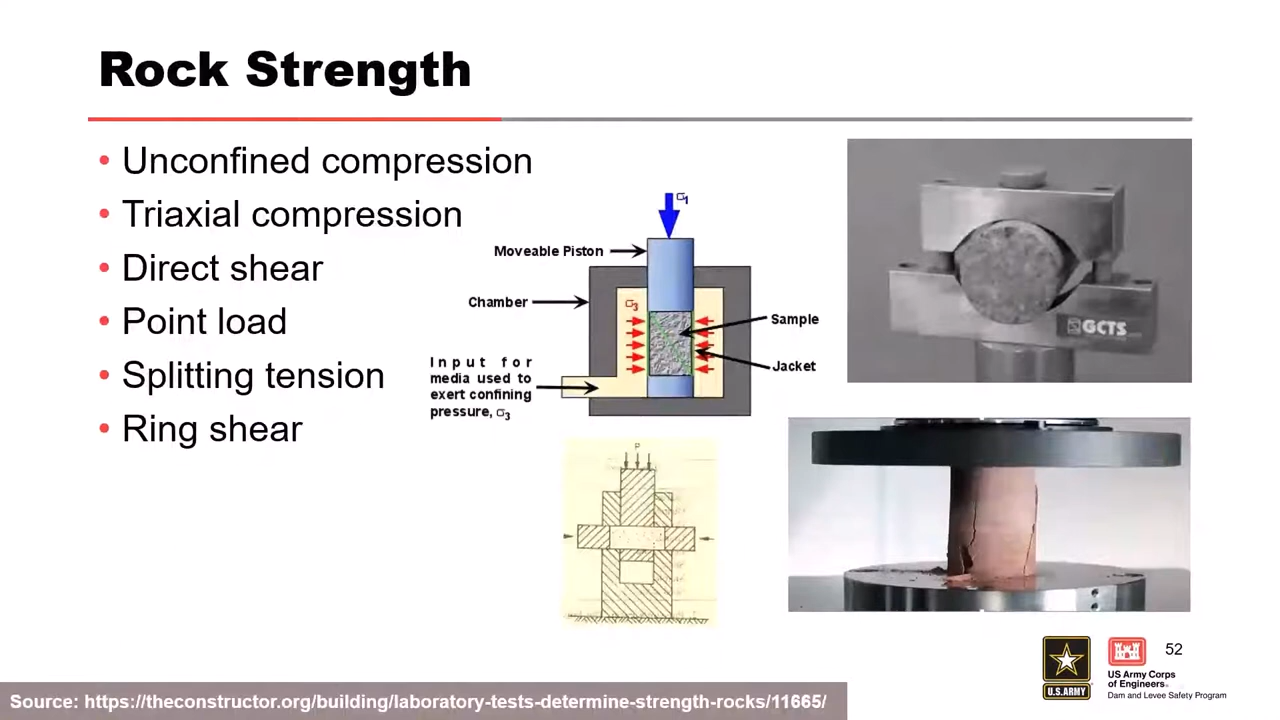 Rock Strength
• Unconfined compression
• Triaxial compression
• Direct shear
• Point load
• Splitting tension
• Ring shear
σ1
Moveable Piston
Chamber
σ3
Sample
Jacket
Input for
media used to
exert confining
pressure, σ3
P
GCTS
52
U.S.ARMY
US Army Corps
of Engineers®
Dam and Levee Safety Program
Source: https://theconstructor.org/building/laboratory-tests-determine-strength-rocks/11665/